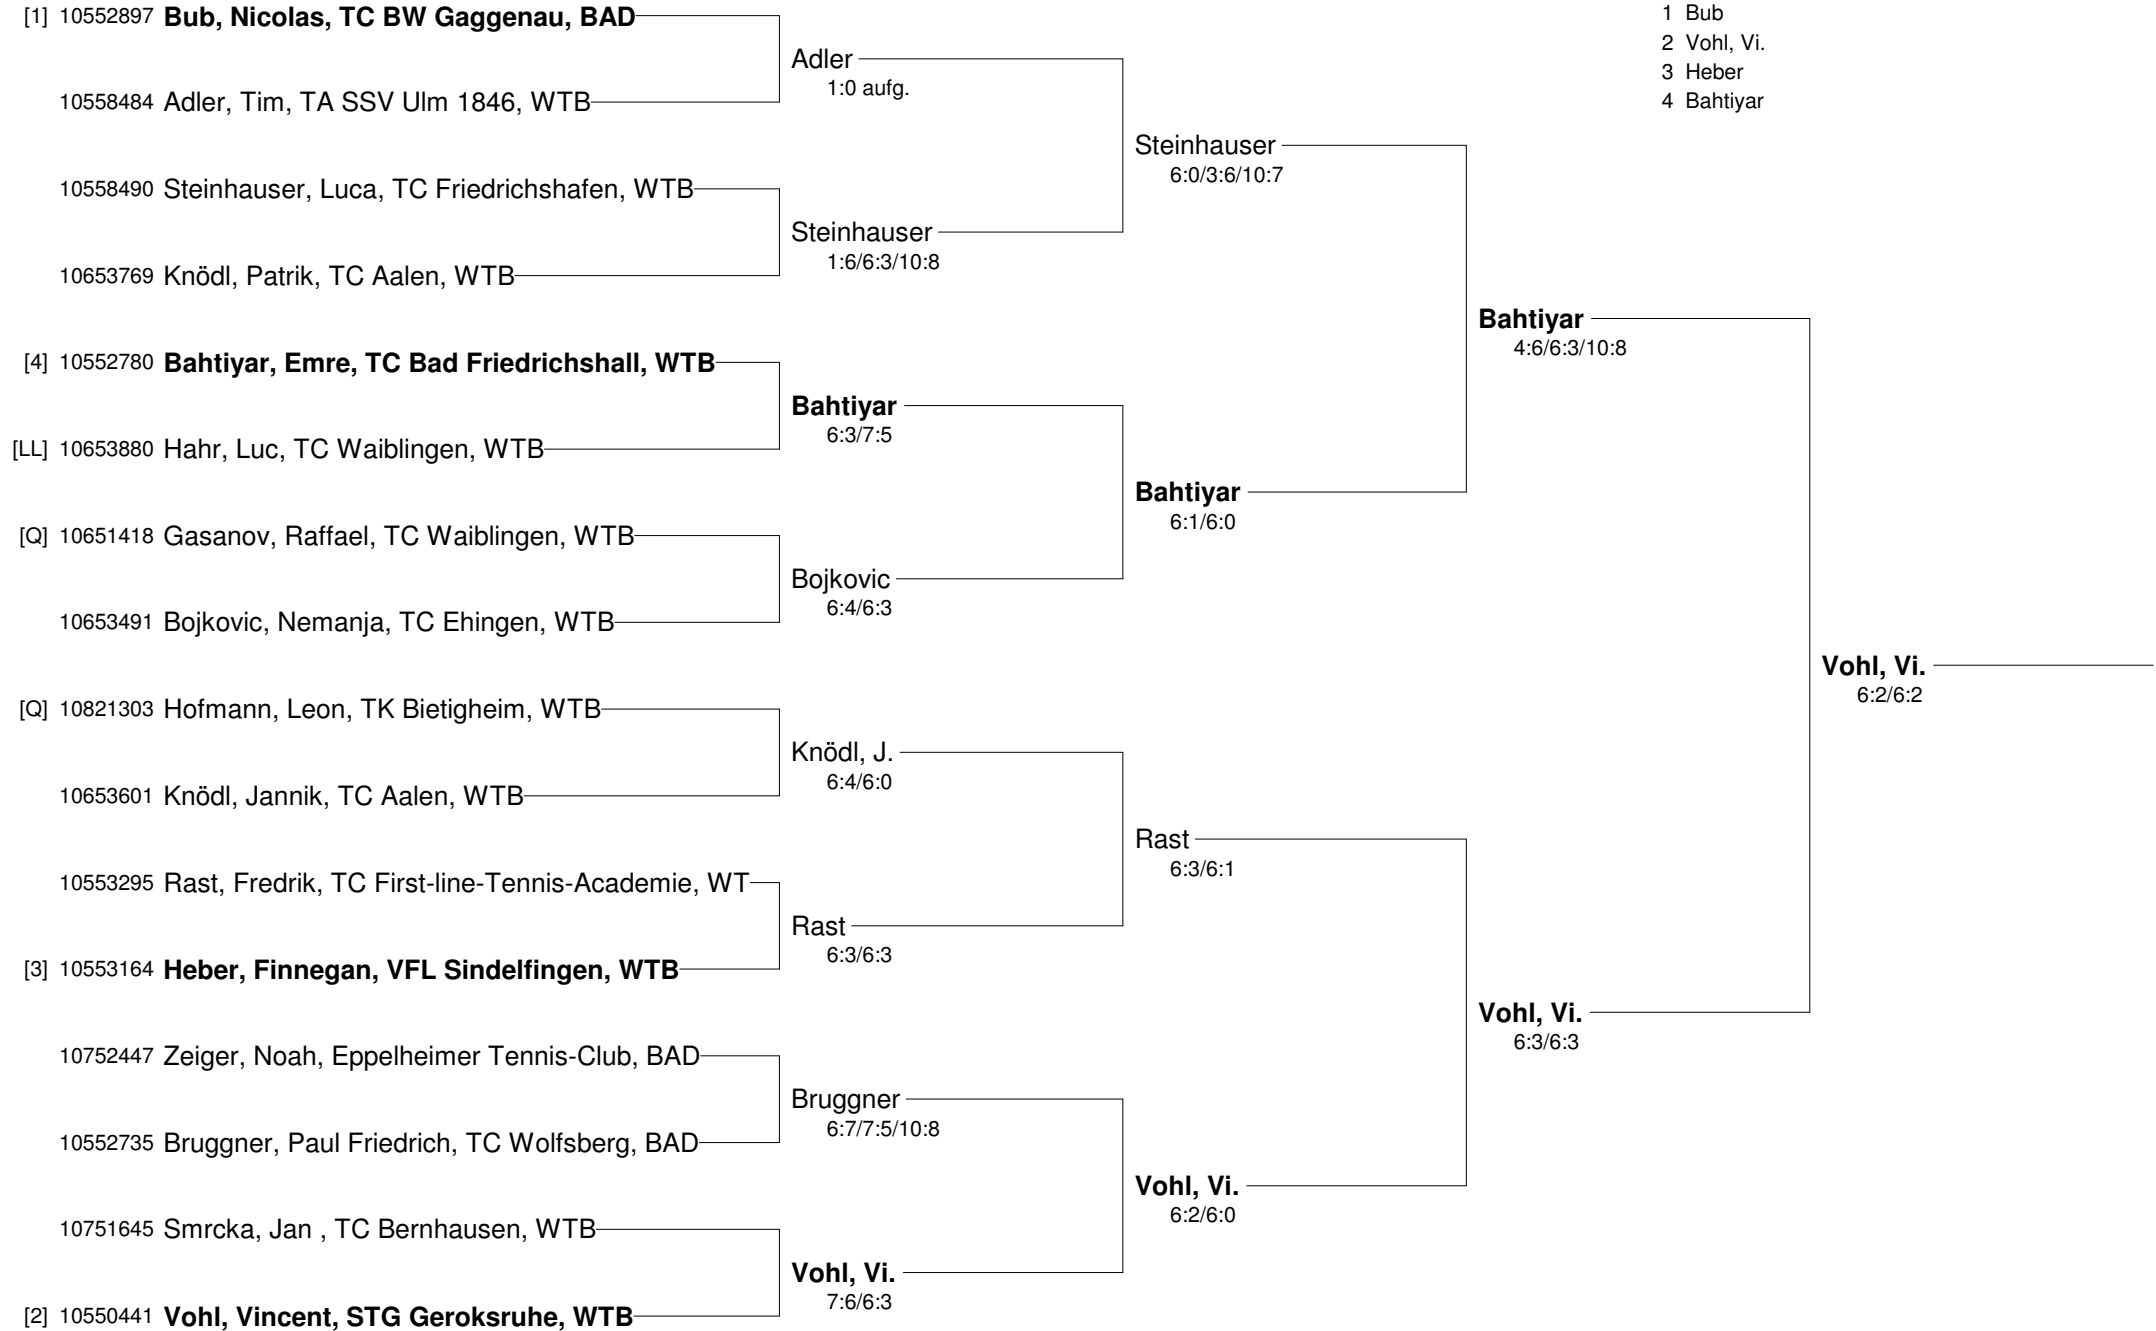 [1] 10552897 Bub, Nicolas, TC BW Gaggenau, BAD
10558484 Adler, Tim, TA SSV Ulm 1846, WTB
10558490 Steinhauser, Luca, TC Friedrichshafen, WTB
10653769 Knödl, Patrik, TC Aalen, WTB
[4] 10552780 Bahtiyar, Emre, TC Bad Friedrichshall, WTB
[LL] 10653880 Hahr, Luc, TC Waiblingen, WTB
[Q] 10651418 Gasanov, Raffael, TC Waiblingen, WTB
10653491 Bojkovic, Nemanja, TC Ehingen, WTB
[Q] 10821303 Hofmann, Leon, TK Bietigheim, WTB
10653601 Knödl, Jannik, TC Aalen, WTB
10553295 Rast, Fredrik, TC First-line-Tennis-Academie, WT
[3] 10553164 Heber, Finnegan, VFL Sindelfingen, WTB
10752447 Zeiger, Noah, Eppelheimer Tennis-Club, BAD
10552735 Bruggner, Paul Friedrich, TC Wolfsberg, BAD
10751645 Smrcka, Jan , TC Bernhausen, WTB
[2] 10550441 Vohl, Vincent, STG Geroksruhe, WTB
Adler
1:0 aufg.
Steinhauser
1:6/6:3/10:8
Bahtiyar
6:3/7:5
Bojkovic
6:4/6:3
Knödl, J.
6:4/6:0
Rast
6:3/6:3
Bruggner
6:7/7:5/10:8
Vohl, Vi.
7:6/6:3
Steinhauser
6:0/3:6/10:7
Bahtiyar
6:1/6:0
Rast
6:3/6:1
Vohl, Vi.
6:2/6:0
Bahtiyar
4:6/6:3/10:8
Vohl, Vi.
6:3/6:3
Vohl, Vi.
6:2/6:2
1 Bub
2 Vohl, Vi.
3 Heber
4 Bahtiyar